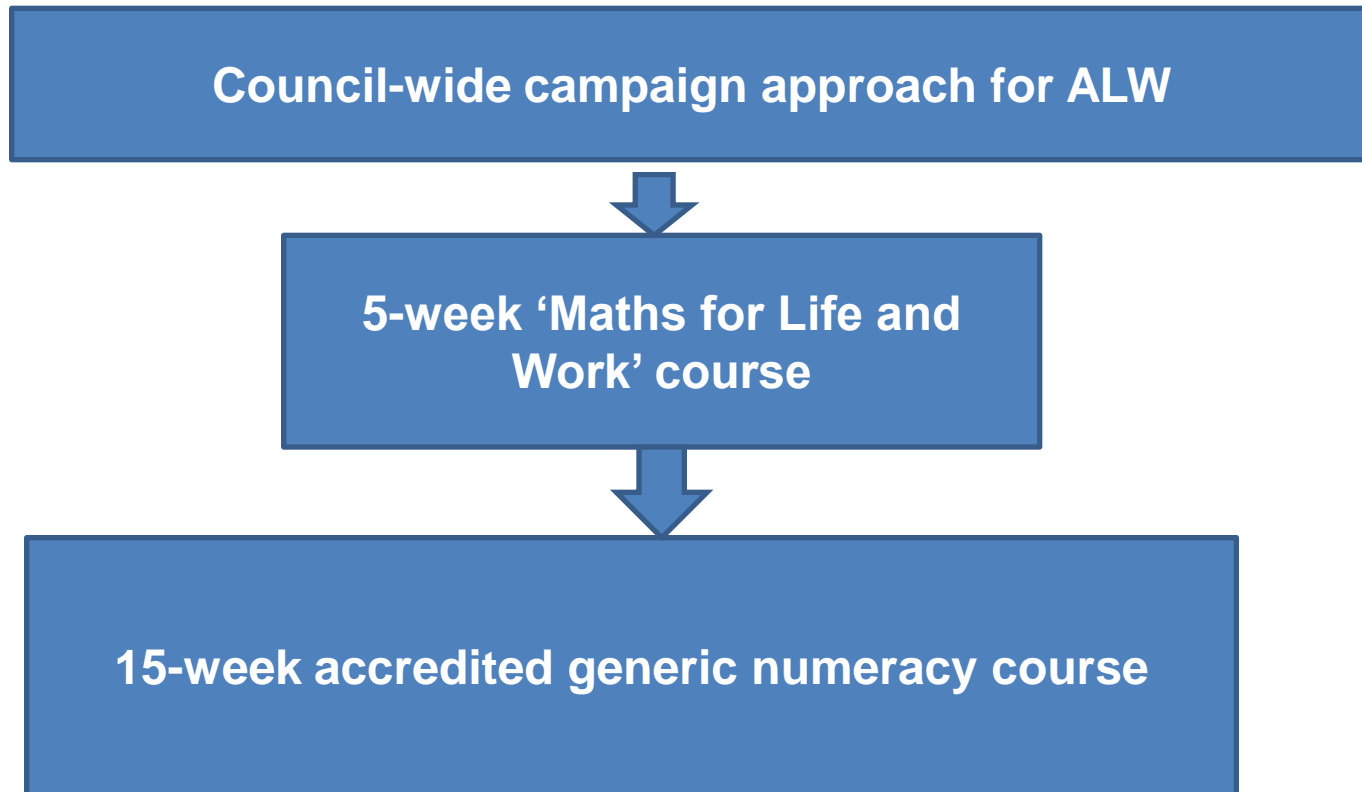 Council-wide campaign approach for ALW
5-week ‘Maths for Life and
Work’ course
15-week accredited generic numeracy course